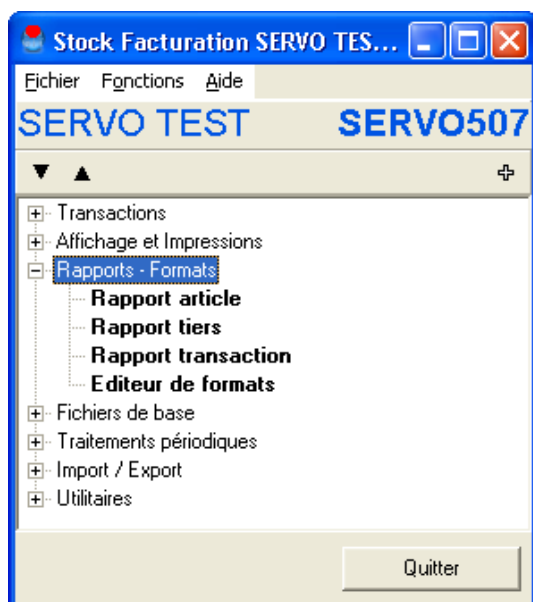 Stock Facturation SERVO TES...
Fichier Fonctions Aide
SERVO TEST SERVO507
Transactions
Affichage et Impressions
Rapports - Formats
Rapport article
Rapport tiers
Rapport transaction
Editeur de formats
Fichiers de base
Traitements périodiques
Import / Export
Utilitaires
Quitter